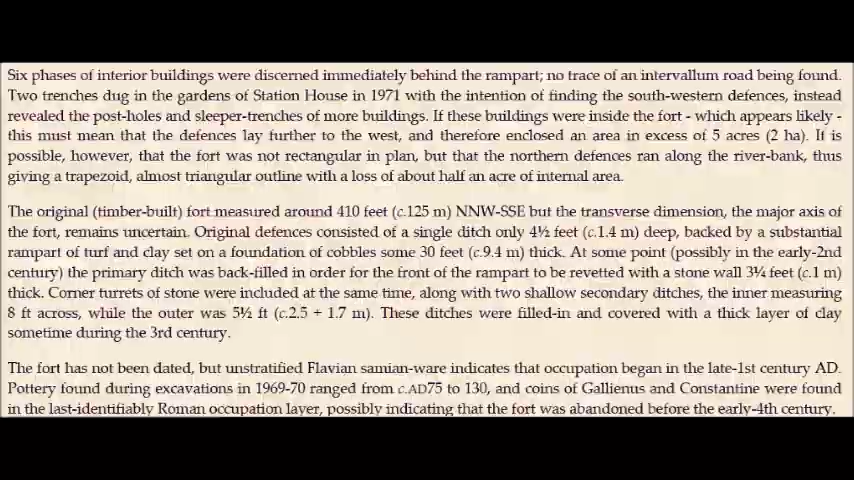 Six phases of interior buildings were discerned immediately behind the rampart; no trace of an intervallum road being found.
Two trenches dug in the gardens of Station House in 1971 with the intention of finding the south-western defences, instead
revealed the post-holes and sleeper-trenches of more buildings. If these buildings were inside the fort - which appears likely -
this must mean that the defences lay further to the west, and therefore enclosed an area in excess of 5 acres (2 ha). It is
possible, however, that the fort was not rectangular in plan, but that the northern defences ran along the river-bank, thus
giving a trapezoid, almost triangular outline with a loss of about half an acre of internal area.
The original (timber-built) fort measured around 410 feet (c.125 m) NNW-SSE but the transverse dimension, the major axis of
the fort, remains uncertain. Original defences consisted of a single ditch only 4½ feet (c.1.4 m) deep, backed by a substantial
rampart of turf and clay set on a foundation of cobbles some 30 feet (c.9.4 m) thick. At some point (possibly in the early-2nd
century) the primary ditch was back-filled in order for the front of the rampart to be revetted with a stone wall 3¼ feet (c.1 m)
thick. Corner turrets of stone were included at the same time, along with two shallow secondary ditches, the inner measuring
8 ft across, while the outer was 5½ ft (c.2.5 + 1.7 m). These ditches were filled-in and covered with a thick layer of clay
sometime during the 3rd century.
The fort has not been dated, but unstratified Flavian samian-ware indicates that occupation began in the late-1st century AD.
Pottery found during excavations in 1969-70 ranged from c.AD75 to 130, and coins of Gallienus and Constantine were found
in the last-identifiably Roman occupation layer, possibly indicating that the fort was abandoned before the early-4th century.